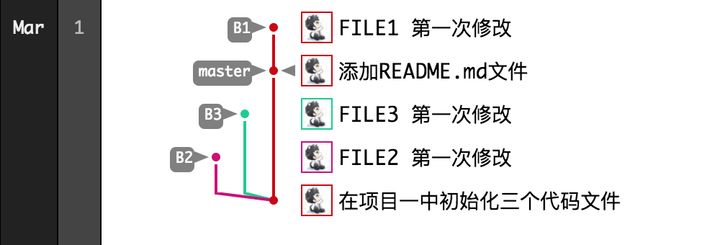 Mar 1 B1 FILE1 第一次修改
master 添加README.md文件
B3 FILE3 第一次修改
B2 FILE2 第一次修改
在项目一中初始化三个代码文件